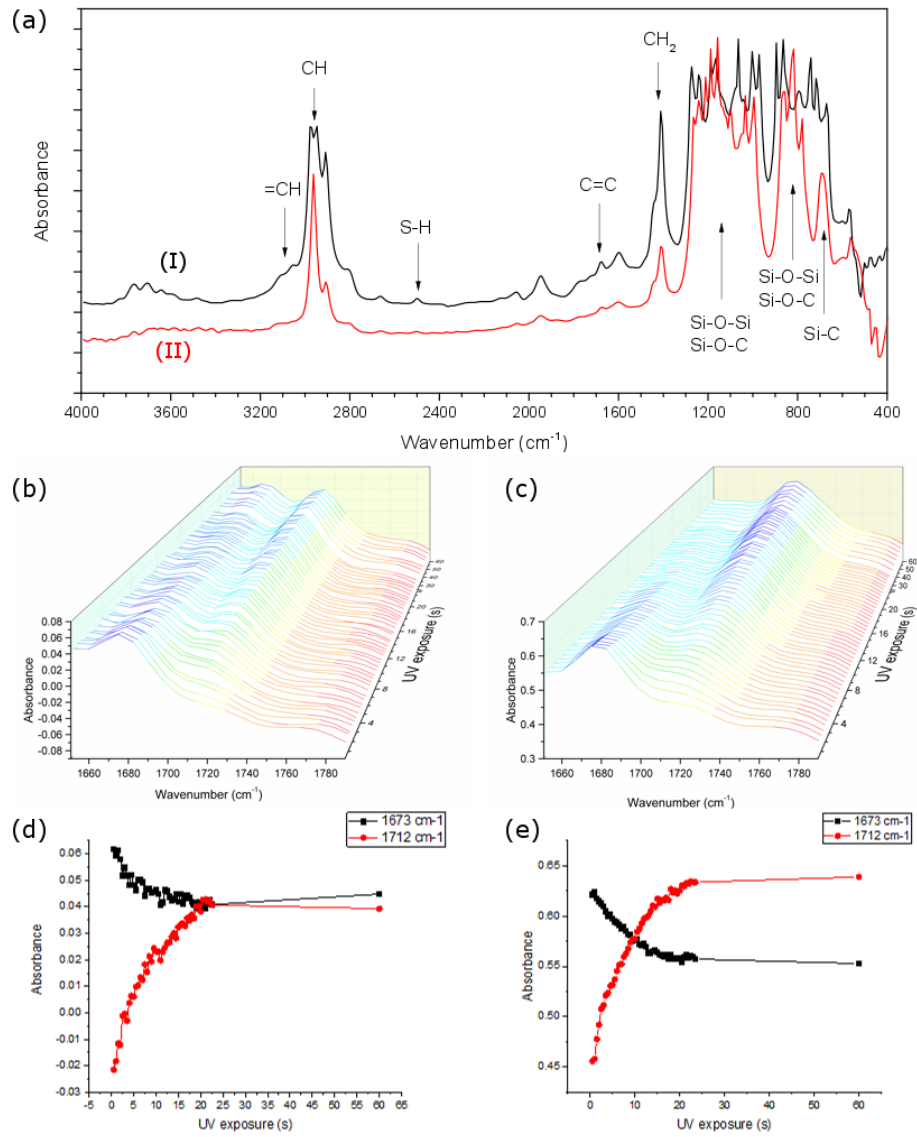 (a)
CH
CH2
=CH
C=C
S-H
(I)
(II)
Si-O-Si
Si-O-C
Si-O-Si
Si-O-C
Si-C
Absorbance
4000 3600 3200 2800 2400 2000 1600 1200 800 400
Wavenumber (cm-1)
(b)
0.08
0.06
0.04
0.02
0.00
-0.02
-0.04
-0.06
-0.08
Absorbance
1660 1680 1700 1720 1740 1760 1780
Wavenumber (cm-1)
4
8
12
16
20
30
40
50
60
UV exposure (s)
(c)
0.7
0.6
0.5
0.4
0.3
Absorbance
1660 1680 1700 1720 1740 1760 1780
Wavenumber (cm-1)
4
8
12
16
20
30
40
50
60
UV exposure (s)
(d)
1673 cm-1
1712 cm-1
0.06
0.05
0.04
0.03
0.02
0.01
0.00
-0.01
-0.02
-0.03
Absorbance
-5 0 5 10 15 20 25 30 35 40 45 50 55 60 65
UV exposure (s)
(e)
1673 cm-1
1712 cm-1
0.65
0.60
0.55
0.50
0.45
Absorbance
0 10 20 30 40 50 60
UV exposure (s)